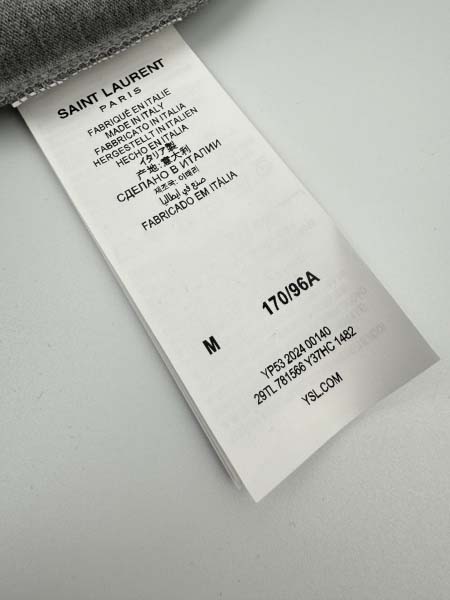 SAINT LAURENT
PARIS
FABRIQUÉ EN ITALIE
MADE IN ITALY
FABBRICATO IN ITALIA
HERGESTELLT IN ITALIEN
HECHO EN ITALIA
イタリア製
产地:意大利
СДЕЛАНО В ИТАЛИИ
제조국: 이태리
صنع في ايطاليا
FABRICADO EM ITÁLIA
M 170/96A
YP53 2024 00140
29TL 781566 Y37HC 1482
YSL.COM